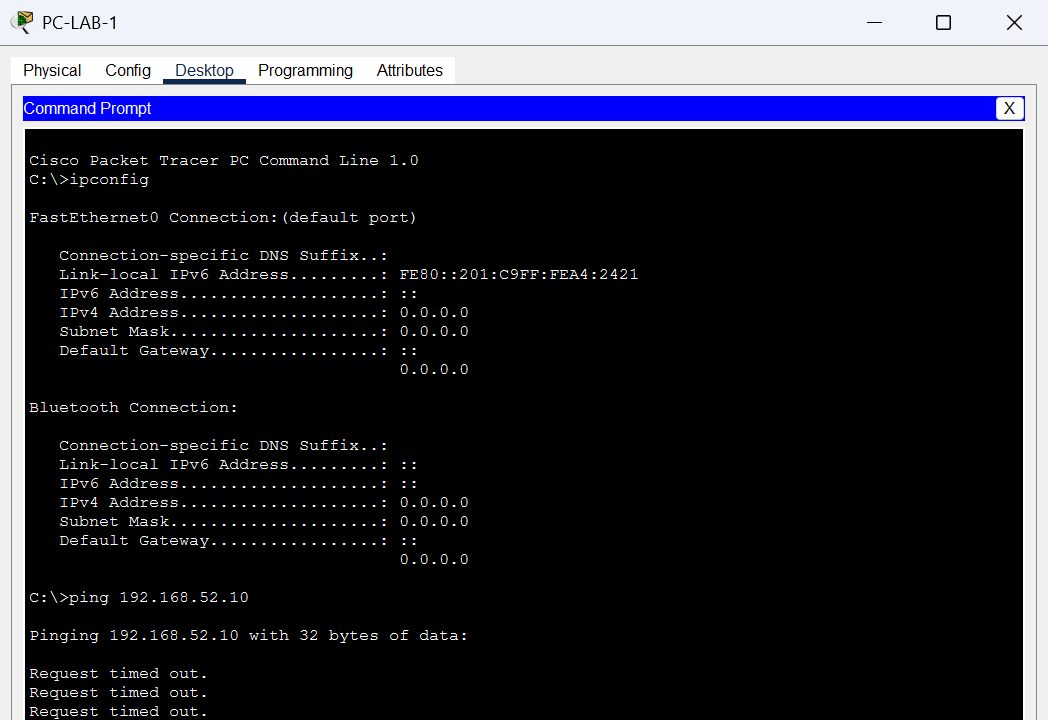 PC-LAB-1
Physical Config Desktop Programming Attributes
Command Prompt X
Cisco Packet Tracer PC Command Line 1.0
C:\>ipconfig
FastEthernet0 Connection:(default port)
Connection-specific DNS Suffix..:
Link-local IPv6 Address.........: FE80::201:C9FF:FEA4:2421
IPv6 Address....................: ::
IPv4 Address....................: 0.0.0.0
Subnet Mask.....................: 0.0.0.0
Default Gateway.................: ::
0.0.0.0
Bluetooth Connection:
Connection-specific DNS Suffix..:
Link-local IPv6 Address.........: ::
IPv6 Address....................: ::
IPv4 Address....................: 0.0.0.0
Subnet Mask.....................: 0.0.0.0
Default Gateway.................: ::
0.0.0.0
C:\>ping 192.168.52.10
Pinging 192.168.52.10 with 32 bytes of data:
Request timed out.
Request timed out.
Request timed out.